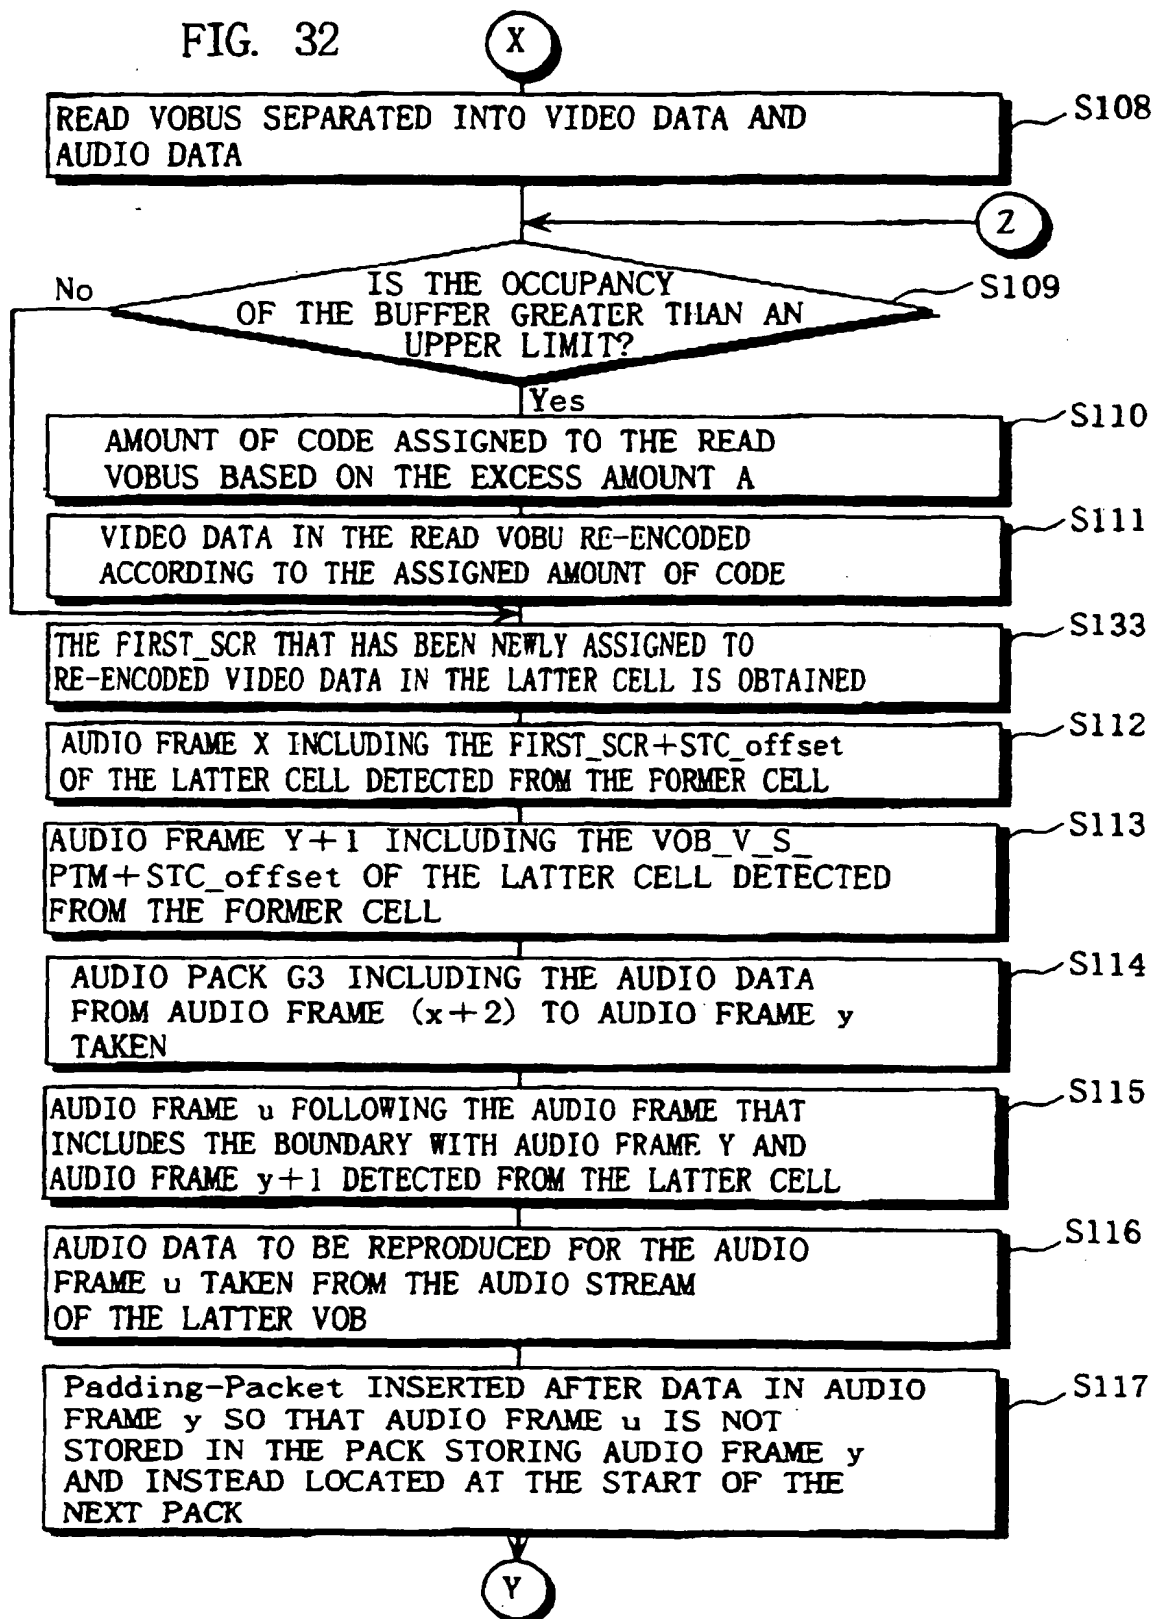 FIG. 32
X
READ VOBUS SEPARATED INTO VIDEO DATA AND
AUDIO DATA
S108
2
No
IS THE OCCUPANCY
OF THE BUFFER GREATER THAN AN
UPPER LIMIT?
S109
Yes
AMOUNT OF CODE ASSIGNED TO THE READ
VOBUS BASED ON THE EXCESS AMOUNT A
S110
VIDEO DATA IN THE READ VOBU RE-ENCODED
ACCORDING TO THE ASSIGNED AMOUNT OF CODE
S111
THE FIRST_SCR THAT HAS BEEN NEWLY ASSIGNED TO
RE-ENCODED VIDEO DATA IN THE LATTER CELL IS OBTAINED
S133
AUDIO FRAME X INCLUDING THE FIRST_SCR+STC_offset
OF THE LATTER CELL DETECTED FROM THE FORMER CELL
S112
AUDIO FRAME Y+1 INCLUDING THE VOB_V_S_
PTM+STC_offset OF THE LATTER CELL DETECTED
FROM THE FORMER CELL
S113
AUDIO PACK G3 INCLUDING THE AUDIO DATA
FROM AUDIO FRAME (x+2) TO AUDIO FRAME y
TAKEN
S114
AUDIO FRAME u FOLLOWING THE AUDIO FRAME THAT
INCLUDES THE BOUNDARY WITH AUDIO FRAME Y AND
AUDIO FRAME y+1 DETECTED FROM THE LATTER CELL
S115
AUDIO DATA TO BE REPRODUCED FOR THE AUDIO
FRAME u TAKEN FROM THE AUDIO STREAM
OF THE LATTER VOB
S116
Padding-Packet INSERTED AFTER DATA IN AUDIO
FRAME y SO THAT AUDIO FRAME u IS NOT
STORED IN THE PACK STORING AUDIO FRAME y
AND INSTEAD LOCATED AT THE START OF THE
NEXT PACK
S117
Y